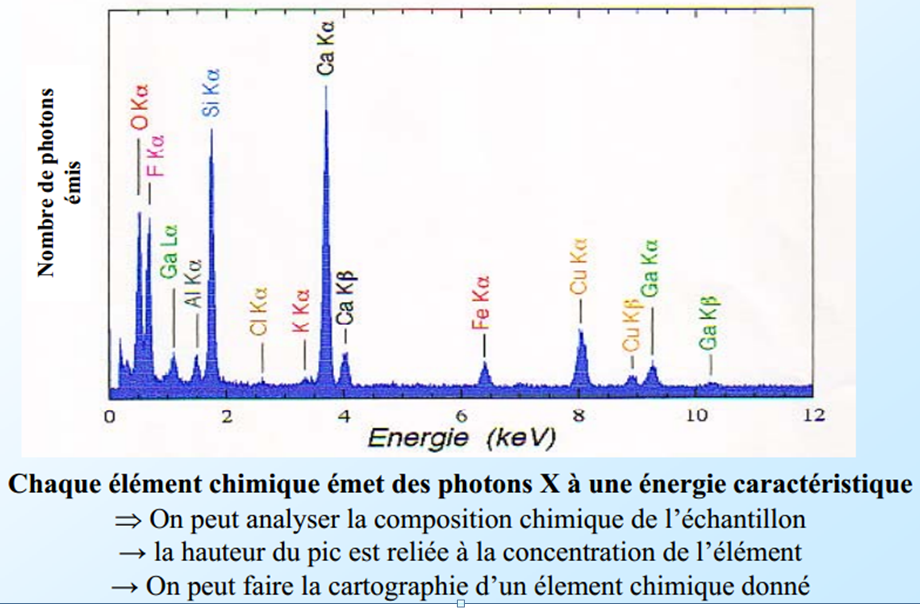 Nombre de photons
émis
O Kα
F Kα
Ga Lα
Al Kα
Si Kα
Cl Kα
K Kα
Ca Kα
Ca Kβ
Fe Kα
Cu Kα
Cu Kβ
Ga Kα
Ga Kβ
0 2 4 6 8 10 12
Energie (keV)
Chaque élément chimique émet des photons X à une énergie caractéristique
⇒ On peut analyser la composition chimique de l’échantillon
→ la hauteur du pic est reliée à la concentration de l’élément
→ On peut faire la cartographie d’un élement chimique donné